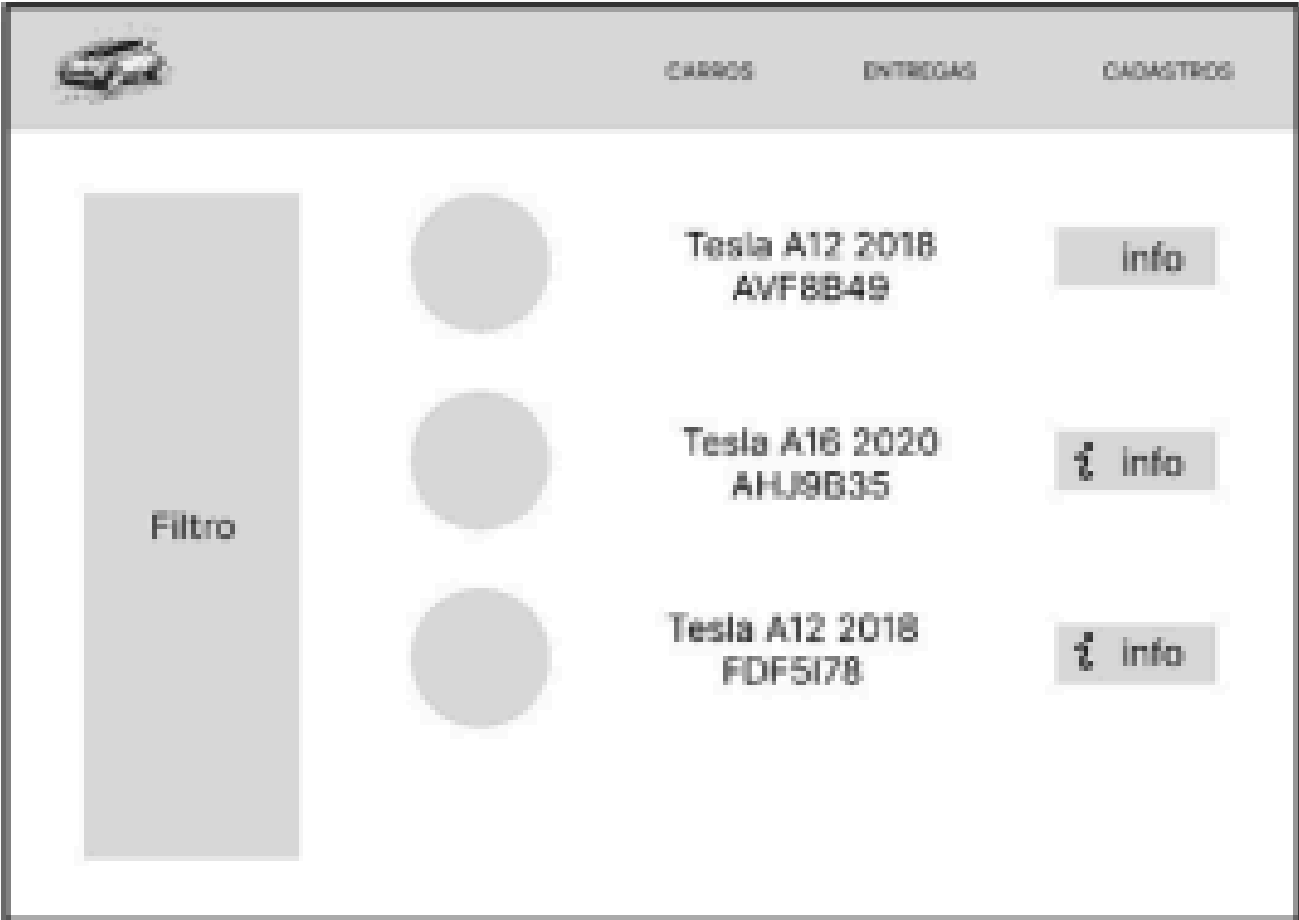 CARROS
ENTREGAS
CADASTROS
Filtro
Tesla A12 2018
AVF8B49
info
Tesla A16 2020
AHJ9B35
i info
Tesla A12 2018
FDF5I78
i info